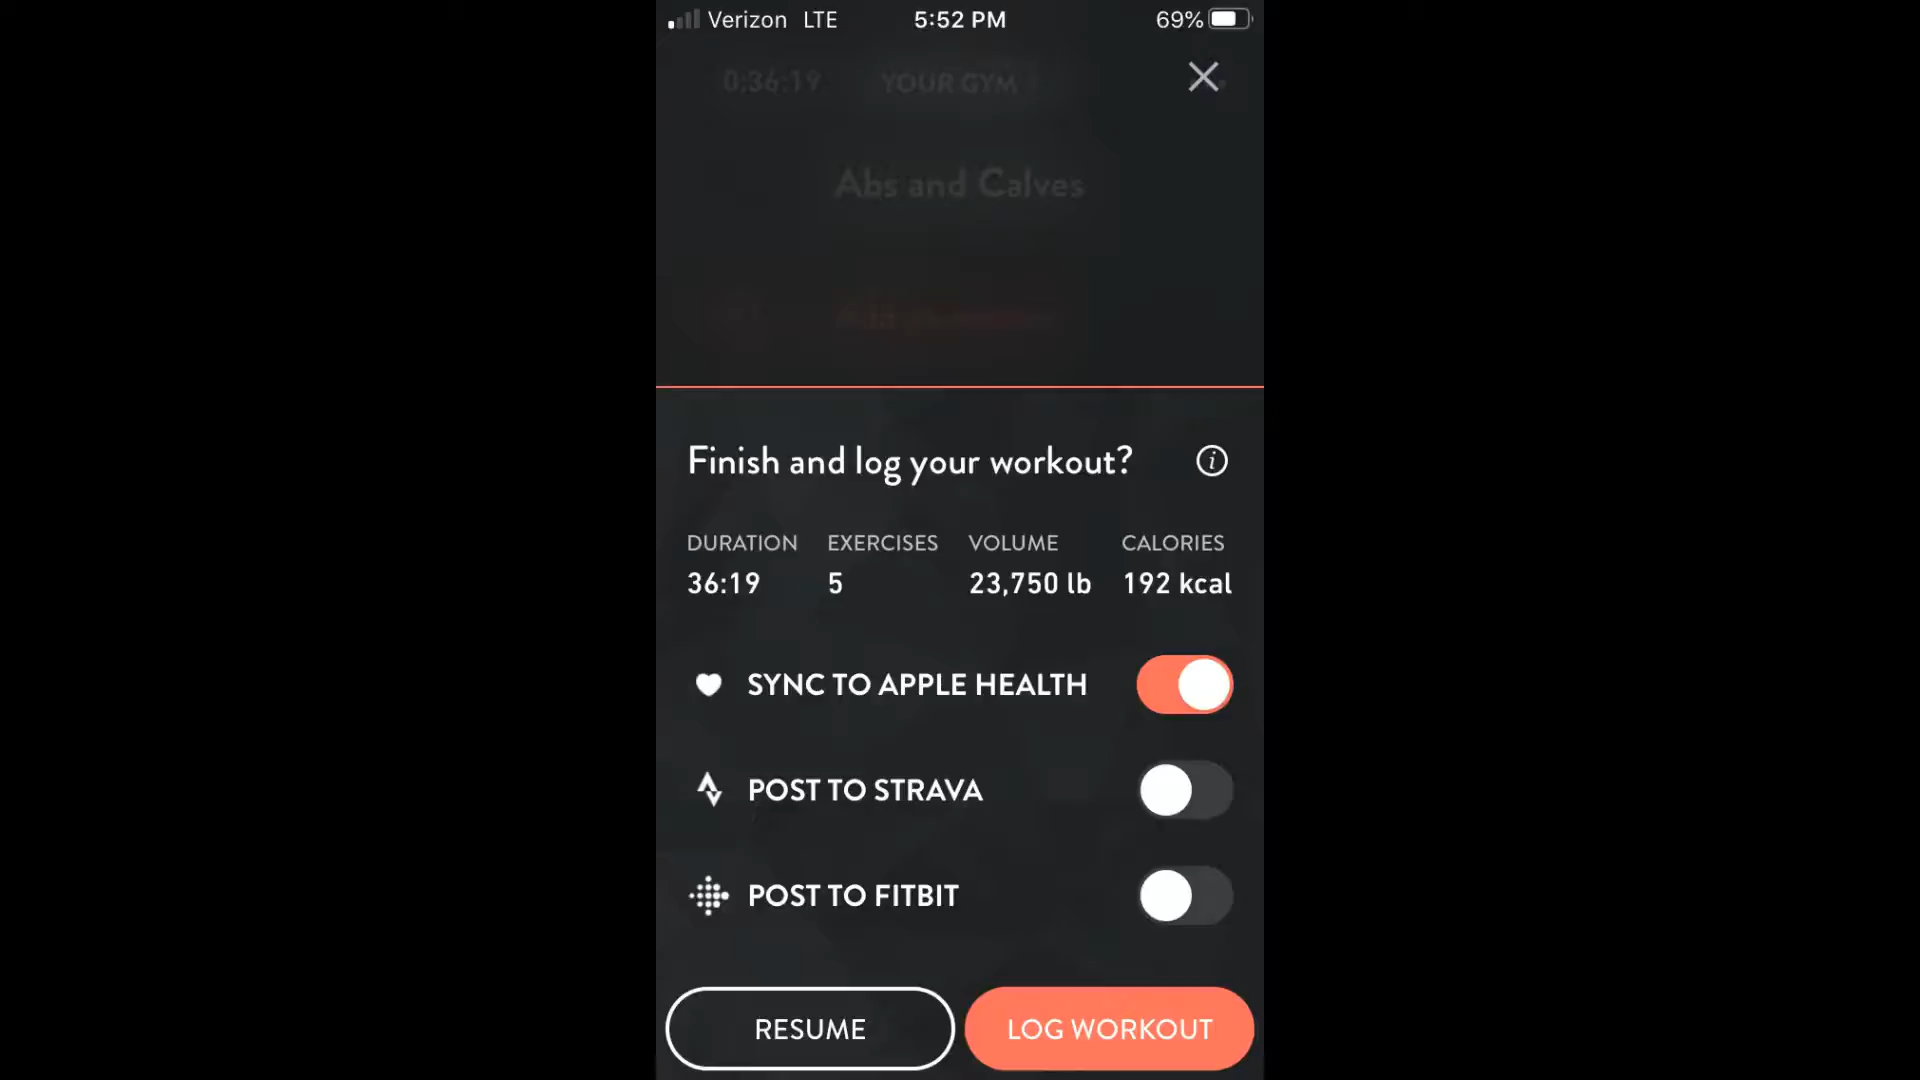 Verizon LTE 5:52 PM 69%
0:36:19 YOUR GYM
Abs and Calves
Finish and log your workout?
DURATION EXERCISES VOLUME CALORIES
36:19 5 23,750 lb 192 kcal
SYNC TO APPLE HEALTH
POST TO STRAVA
POST TO FITBIT
RESUME LOG WORKOUT